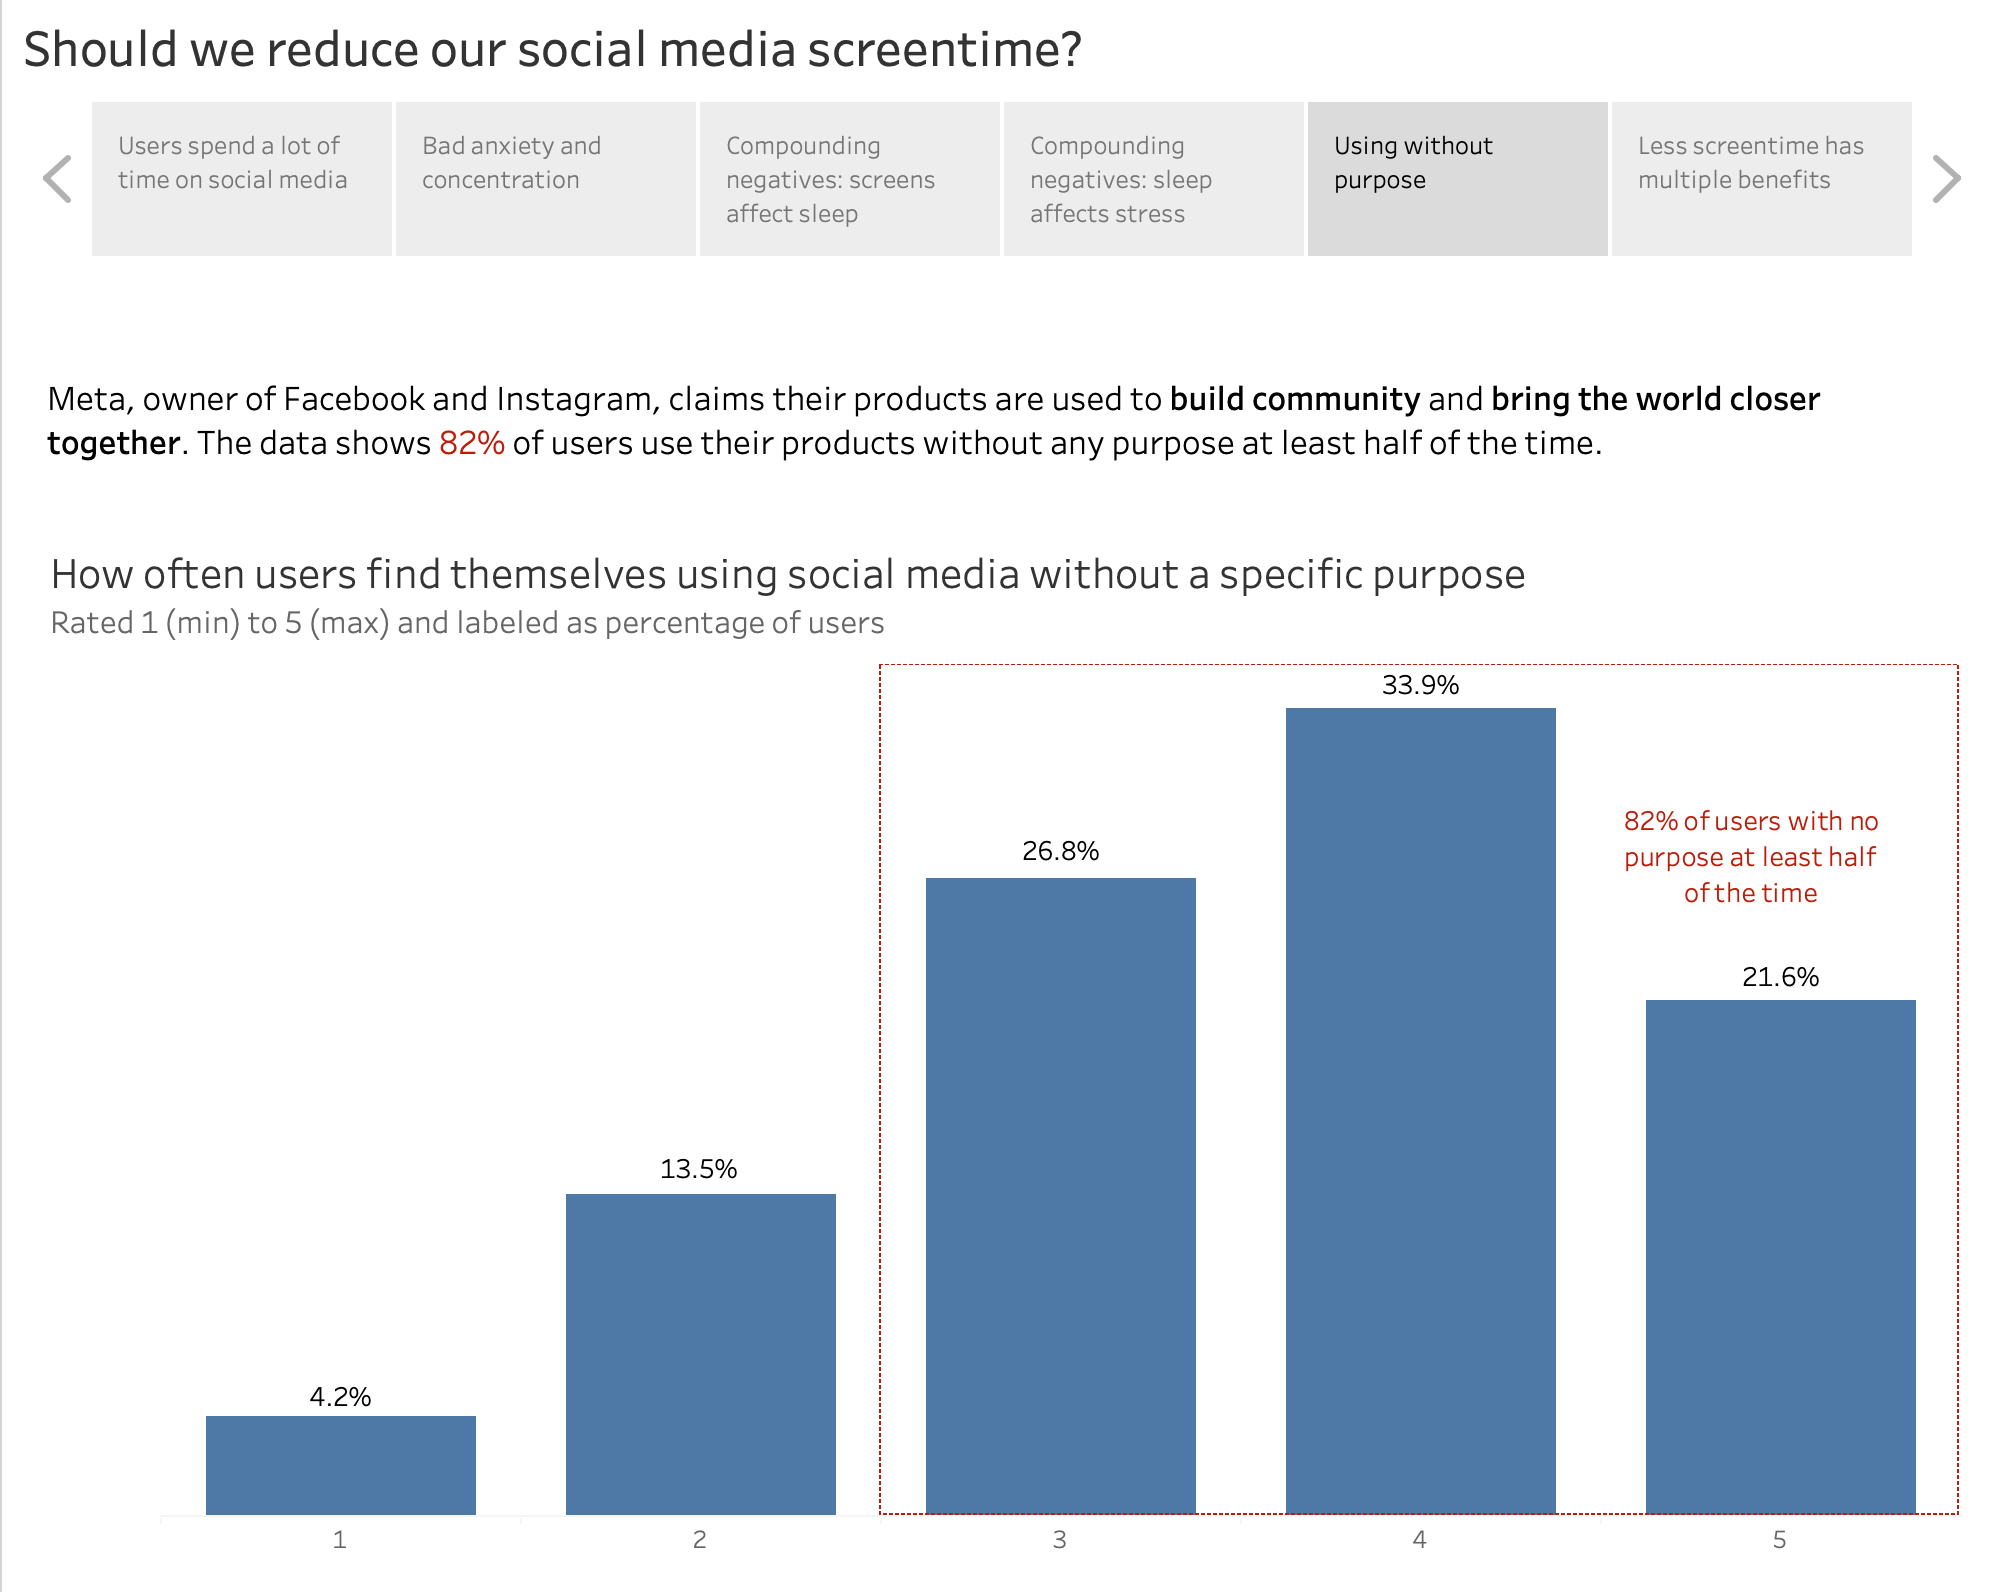 Should we reduce our social media screentime?
Users spend a lot of
time on social media
Bad anxiety and
concentration
Compounding
negatives: screens
affect sleep
Compounding
negatives: sleep
affects stress
Using without
purpose
Less screentime has
multiple benefits
Meta, owner of Facebook and Instagram, claims their products are used to build community and bring the world closer
together. The data shows 82% of users use their products without any purpose at least half of the time.
How often users find themselves using social media without a specific purpose
Rated 1 (min) to 5 (max) and labeled as percentage of users
33.9%
82% of users with no
purpose at least half
of the time
26.8%
21.6%
13.5%
4.2%
1
2
3
4
5